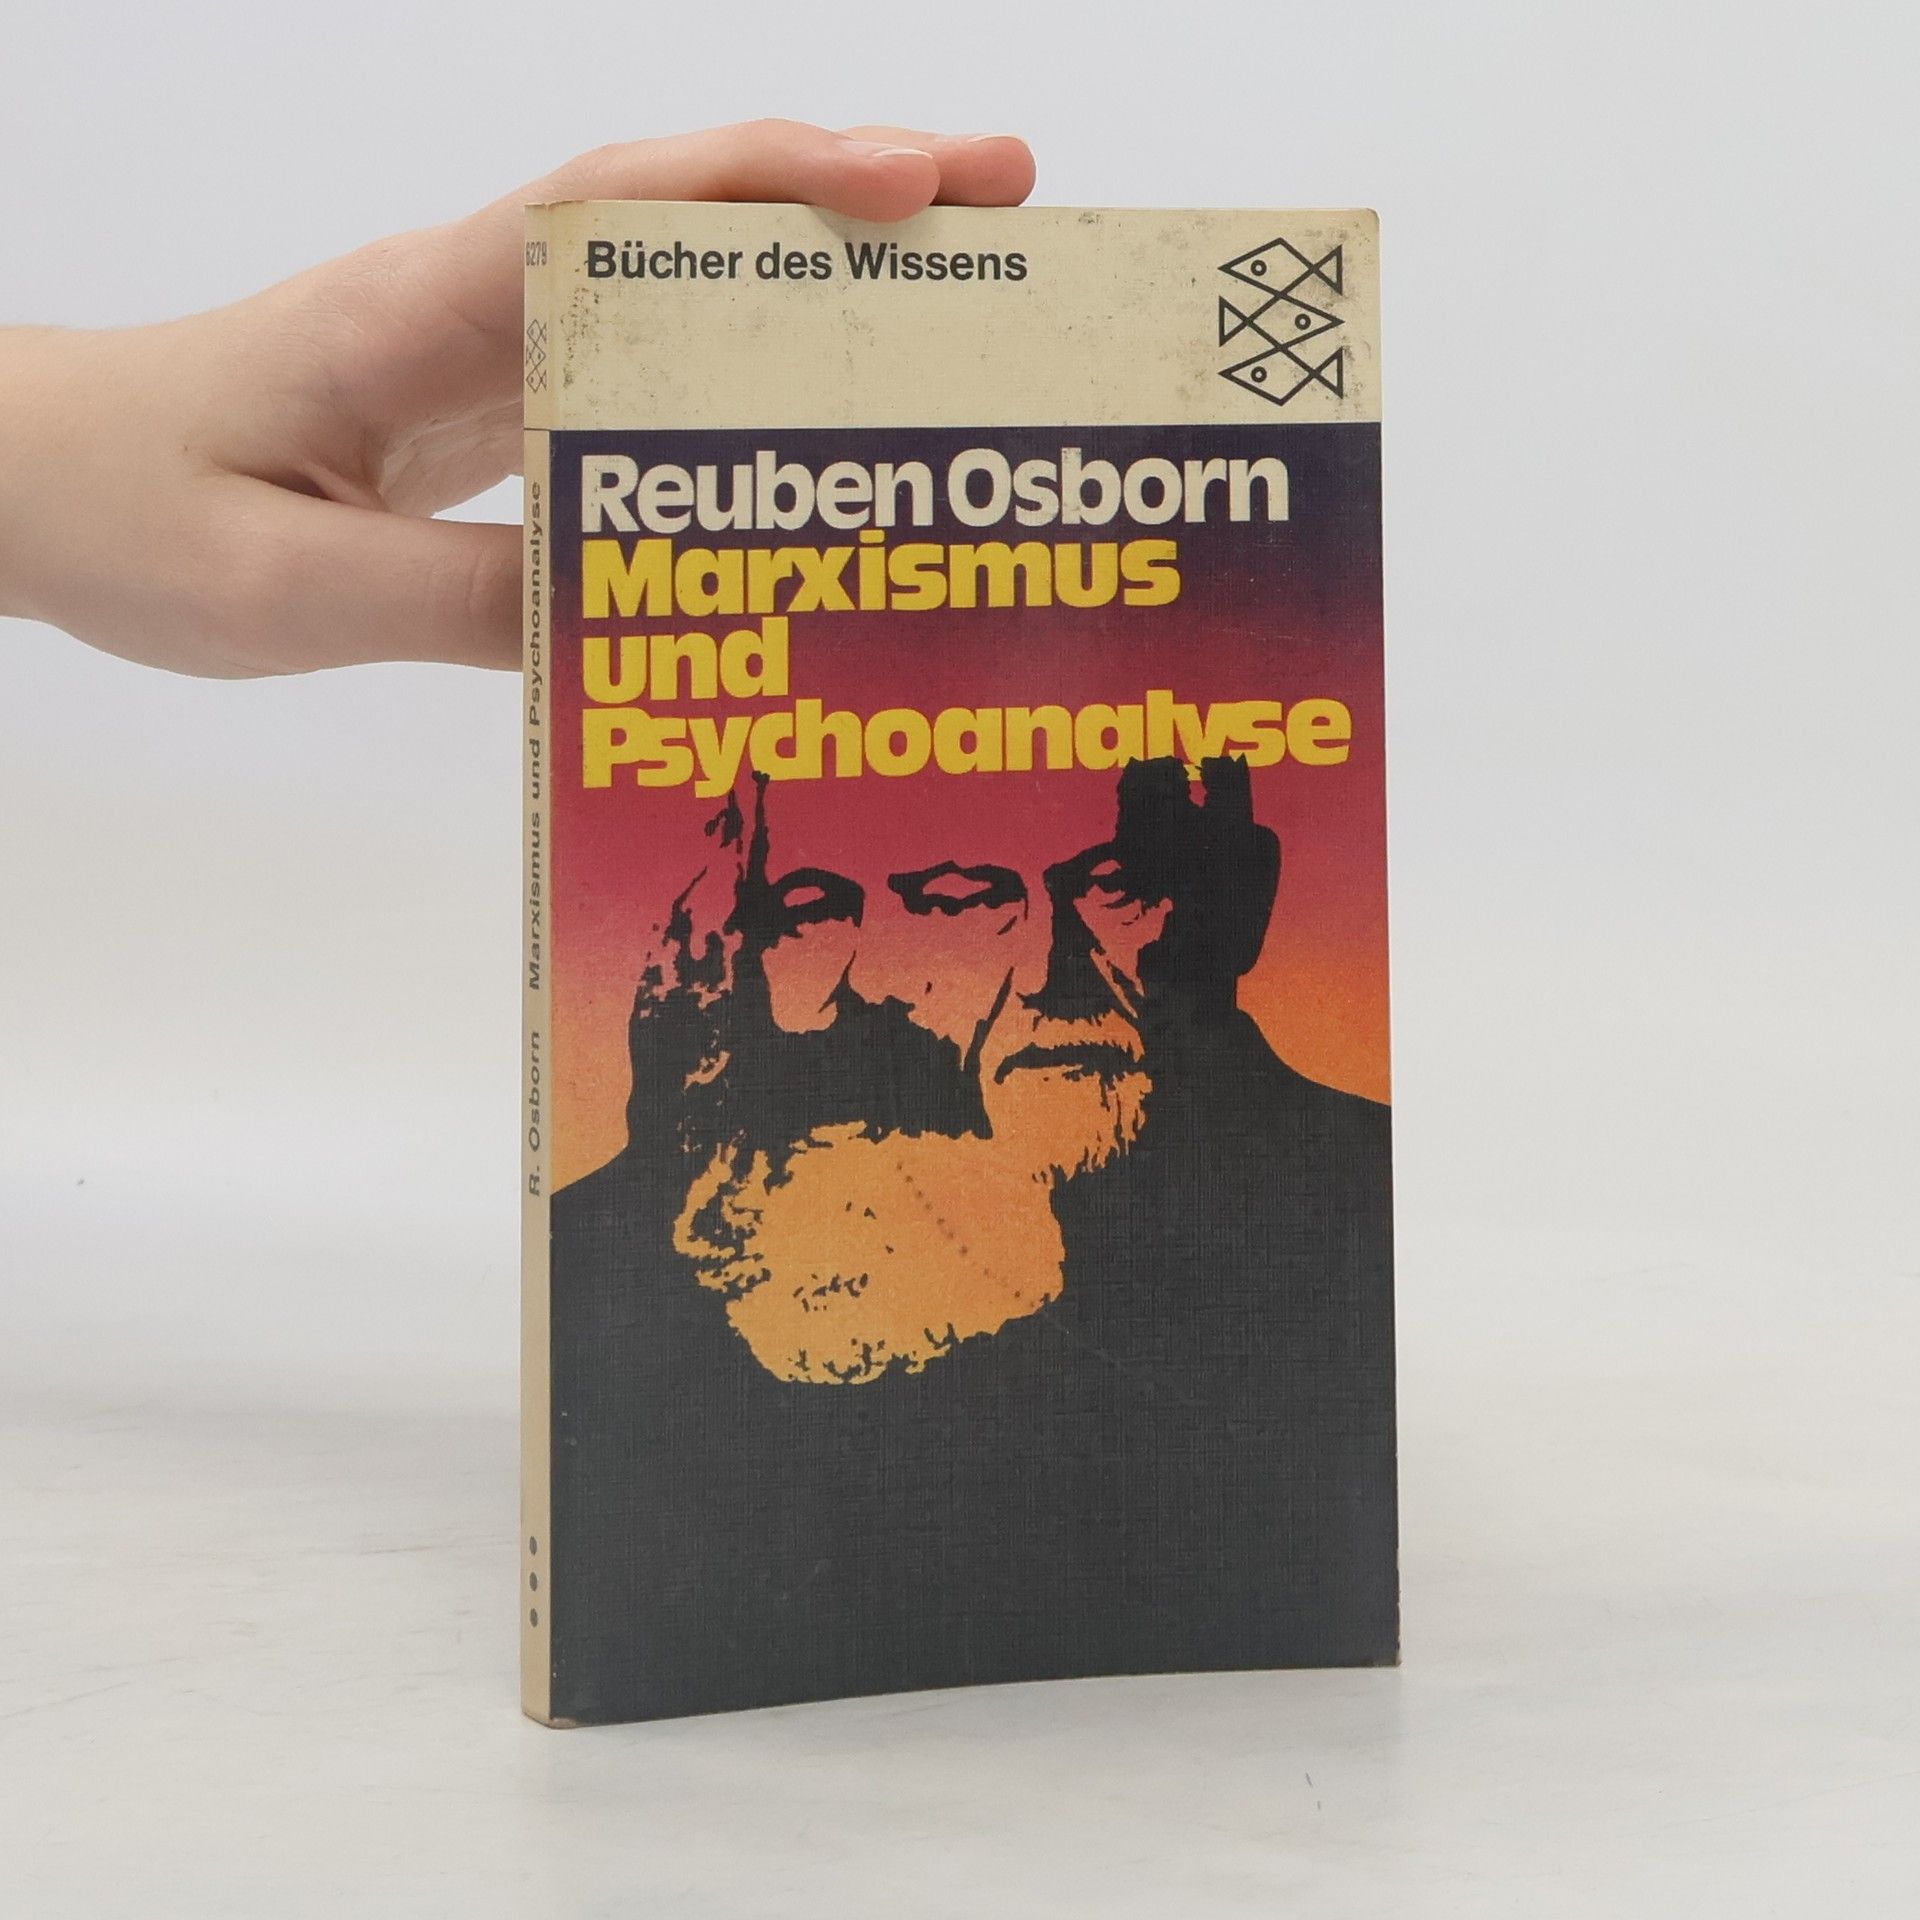 Bücher des Wissens
Reuben Osborn
Marxismus
und
Psychoanalyse
6279
R. Osborn Marxismus und Psychoanalyse